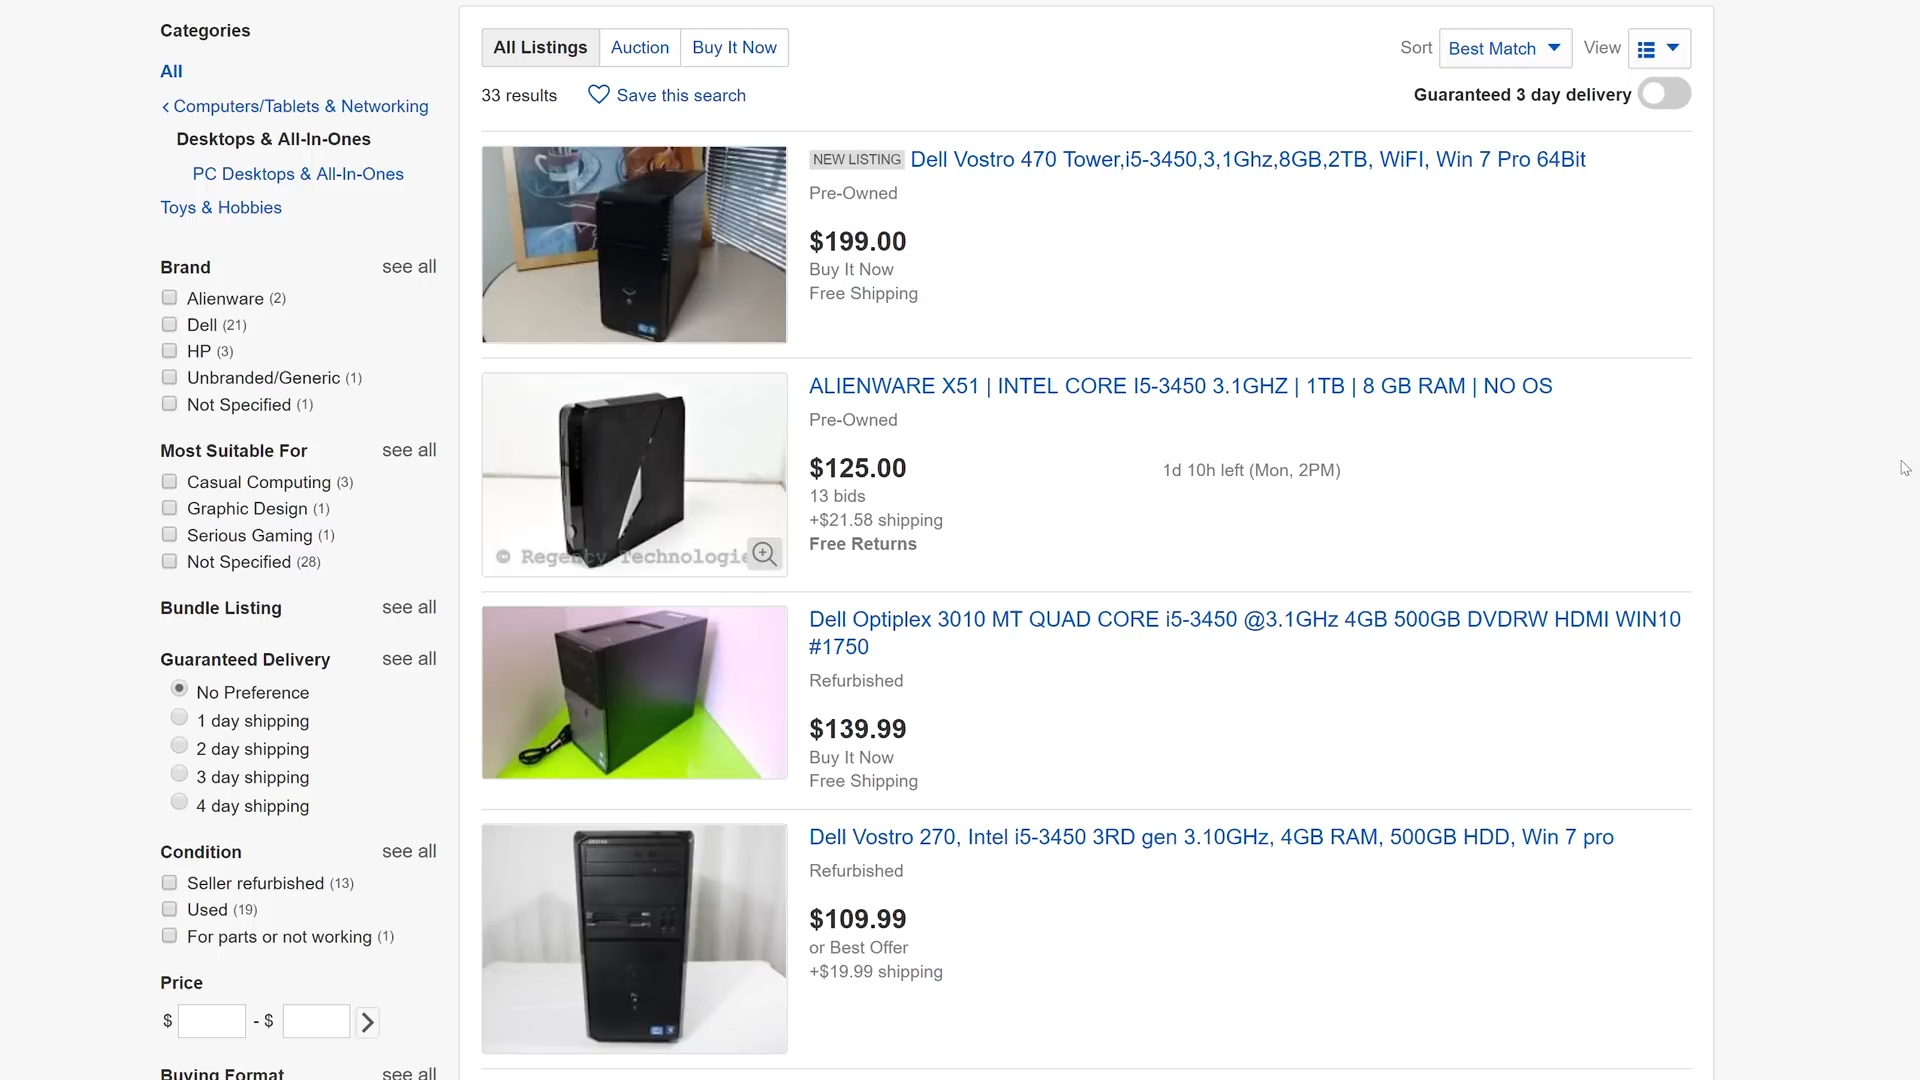 Categories
All
Computers/Tablets & Networking
Desktops & All-In-Ones
PC Desktops & All-In-Ones
Toys & Hobbies
Brand see all
Alienware (2)
Dell (21)
HP (3)
Unbranded/Generic (1)
Not Specified (1)
Most Suitable For see all
Casual Computing (3)
Graphic Design (1)
Serious Gaming (1)
Not Specified (28)
Bundle Listing see all
Guaranteed Delivery see all
No Preference
1 day shipping
2 day shipping
3 day shipping
4 day shipping
Condition see all
Seller refurbished (13)
Used (19)
For parts or not working (1)
Price
$ - $
Buying Format see all
All Listings Auction Buy It Now
Sort Best Match View
33 results Save this search
Guaranteed 3 day delivery
NEW LISTING Dell Vostro 470 Tower,i5-3450,3,1Ghz,8GB,2TB, WiFI, Win 7 Pro 64Bit
Pre-Owned
$199.00
Buy It Now
Free Shipping
© Regency Technologie
ALIENWARE X51 | INTEL CORE I5-3450 3.1GHZ | 1TB | 8 GB RAM | NO OS
Pre-Owned
$125.00 1d 10h left (Mon, 2PM)
13 bids
+$21.58 shipping
Free Returns
Dell Optiplex 3010 MT QUAD CORE i5-3450 @3.1GHz 4GB 500GB DVDRW HDMI WIN10
#1750
Refurbished
$139.99
Buy It Now
Free Shipping
Dell Vostro 270, Intel i5-3450 3RD gen 3.10GHz, 4GB RAM, 500GB HDD, Win 7 pro
Refurbished
$109.99
or Best Offer
+$19.99 shipping